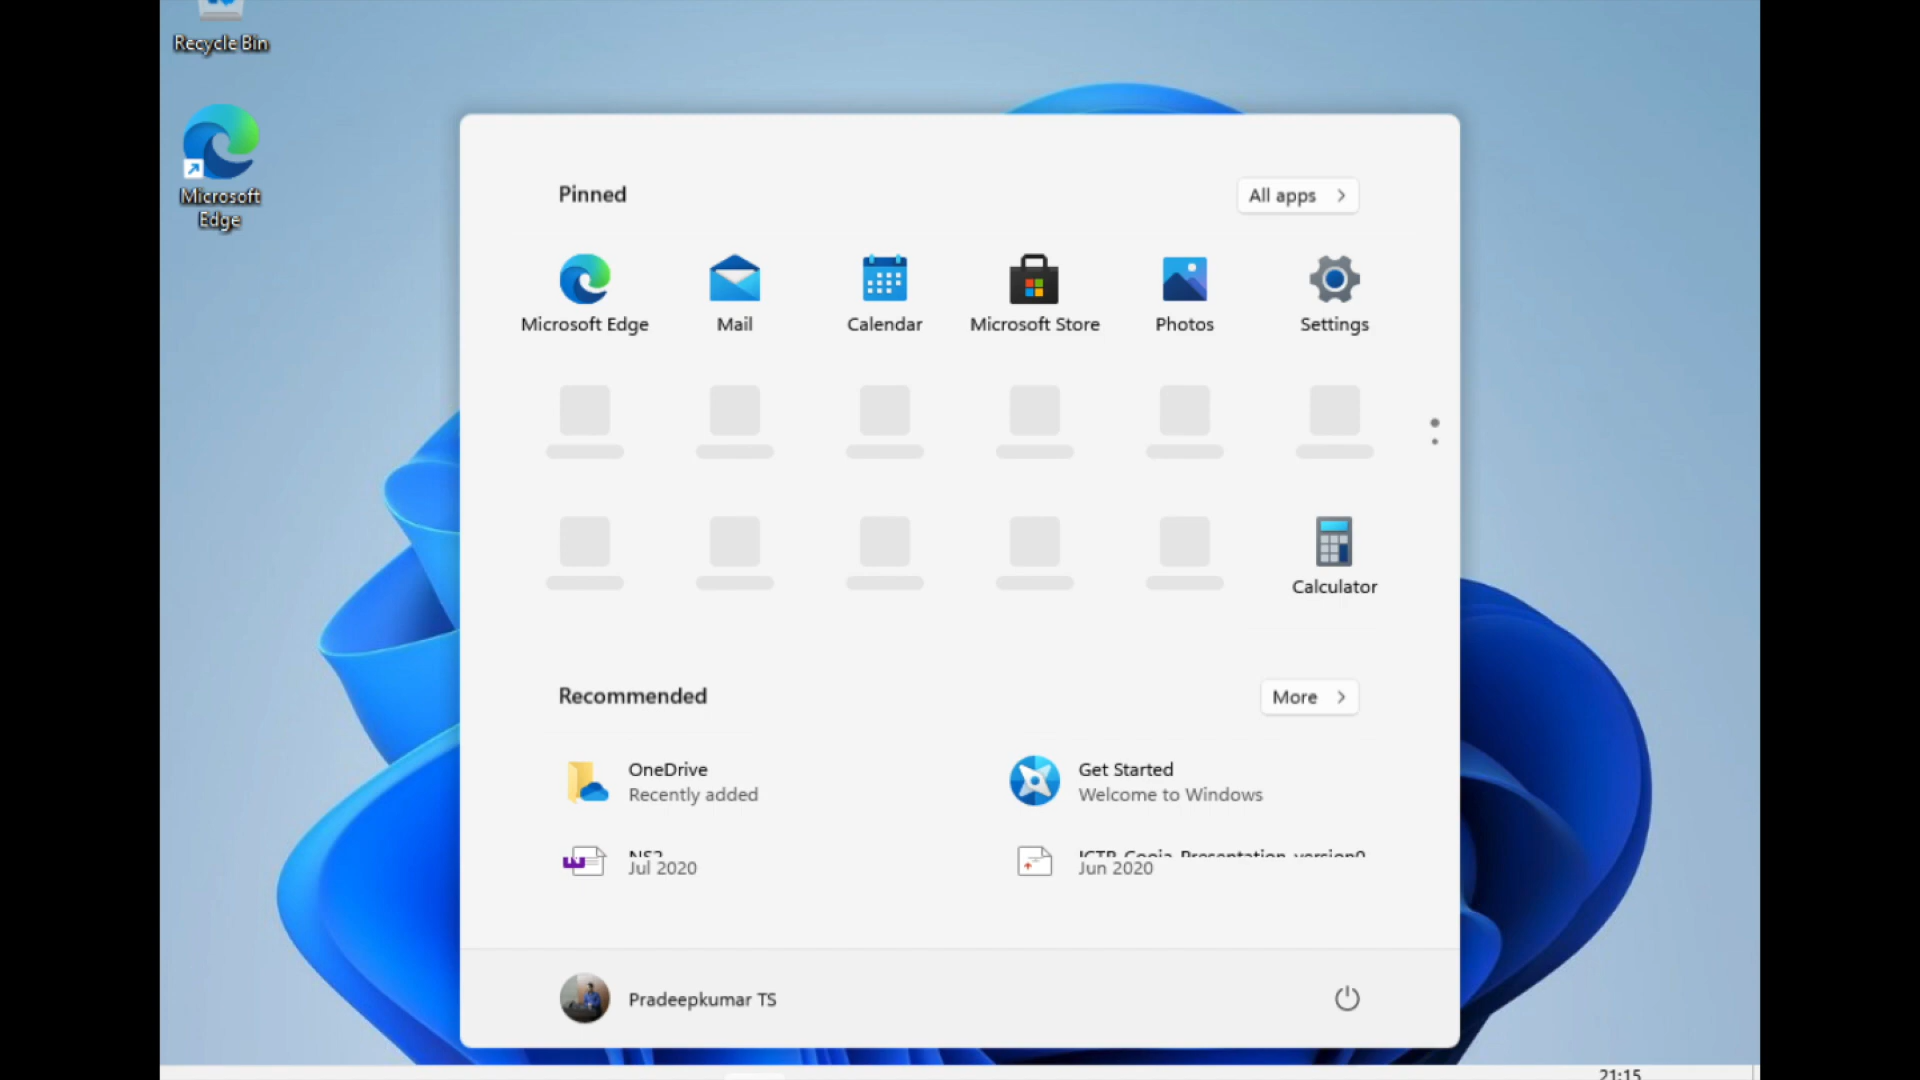 Recycle Bin
Microsoft
Edge
Pinned
All apps
Microsoft Edge
Mail
Calendar
Microsoft Store
Photos
Settings
Calculator
Recommended
More
OneDrive
Recently added
Get Started
Welcome to Windows
Jul 2020
Jun 2020
Pradeepkumar TS
21:15